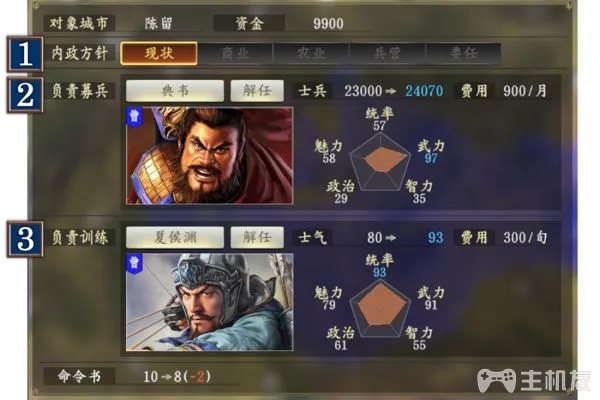 对象城市 陈留 资金 9900
1 内政方针 现状 商业 农业 兵营 委任
2 负责募兵 典韦 解任 士兵 23000→24070 费用 900/月
曹
统率
57
魅力
58
武力
97
政治
29
智力
35
3 负责训练 夏侯渊 解任 士气 80→93 费用 300/旬
曹
统率
93
魅力
79
武力
91
政治
61
智力
55
命令书 10→8(-2)
主机友